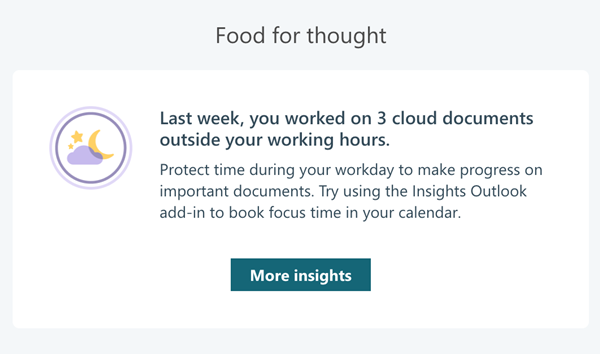 Food for thought
Last week, you worked on 3 cloud documents
outside your working hours.
Protect time during your workday to make progress on
important documents. Try using the Insights Outlook
add-in to book focus time in your calendar.
More insights